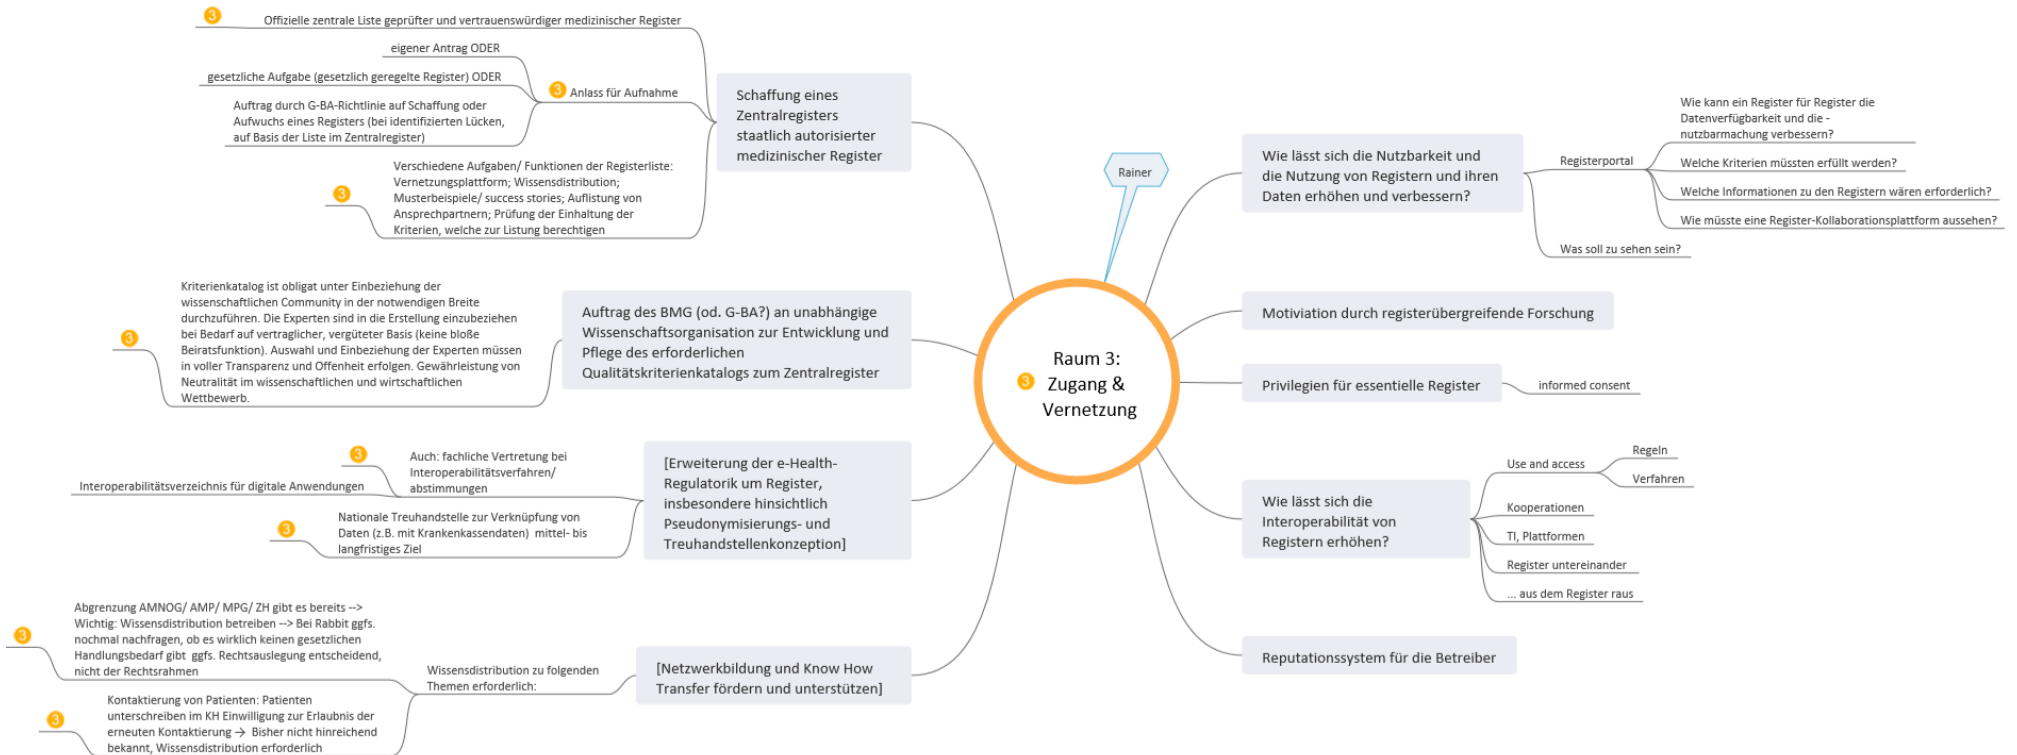 Raum 3:
Zugang &
Vernetzung
3
Rainer
3
Offizielle zentrale Liste geprüfter und vertrauenswürdiger medizinischer Register
eigener Antrag ODER
gesetzliche Aufgabe (gesetzlich geregelte Register) ODER
Auftrag durch G-BA-Richtlinie auf Schaffung oder
Aufwuchs eines Registers (bei identifizierten Lücken,
auf Basis der Liste im Zentralregister)
3
Anlass für Aufnahme
Verschiedene Aufgaben/ Funktionen der Registerliste:
Vernetzungsplattform; Wissensdistribution;
Musterbeispiele/ success stories; Auflistung von
Ansprechpartnern; Prüfung der Einhaltung der
Kriterien, welche zur Listung berechtigen
3
Schaffung eines
Zentralregisters
staatlich autorisierter
medizinischer Register
Kriterienkatalog ist obligat unter Einbeziehung der
wissenschaftlichen Community in der notwendigen Breite
durchzuführen. Die Experten sind in die Erstellung einzubeziehen
bei Bedarf auf vertraglicher, vergüteter Basis (keine bloße
Beiratsfunktion). Auswahl und Einbeziehung der Experten müssen
in voller Transparenz und Offenheit erfolgen. Gewährleistung von
Neutralität im wissenschaftlichen und wirtschaftlichen
Wettbewerb.
3
Auftrag des BMG (od. G-BA?) an unabhängige
Wissenschaftsorganisation zur Entwicklung und
Pflege des erforderlichen
Qualitätskriterienkatalogs zum Zentralregister
3
Auch: fachliche Vertretung bei
Interoperabilitätsverfahren/
abstimmungen
Interoperabilitätsverzeichnis für digitale Anwendungen
3
Nationale Treuhandstelle zur Verknüpfung von
Daten (z.B. mit Krankenkassendaten)  mittel- bis
langfristiges Ziel
[Erweiterung der e-Health-
Regulatorik um Register,
insbesondere hinsichtlich
Pseudonymisierungs- und
Treuhandstellenkonzeption]
Abgrenzung AMNOG/ AMP/ MPG/ ZH gibt es bereits -->
Wichtig: Wissensdistribution betreiben --> Bei Rabbit ggfs.
nochmal nachfragen, ob es wirklich keinen gesetzlichen
Handlungsbedarf gibt  ggfs. Rechtsauslegung entscheidend,
nicht der Rechtsrahmen
3
Kontaktierung von Patienten: Patienten
unterschreiben im KH Einwilligung zur Erlaubnis der
erneuten Kontaktierung → Bisher nicht hinreichend
bekannt, Wissensdistribution erforderlich
3
Wissensdistribution zu folgenden
Themen erforderlich:
[Netzwerkbildung und Know How
Transfer fördern und unterstützen]
Wie lässt sich die Nutzbarkeit und
die Nutzung von Registern und ihren
Daten erhöhen und verbessern?
Registerportal
Wie kann ein Register für Register die
Datenverfügbarkeit und die -
nutzbarmachung verbessern?
Welche Kriterien müssten erfüllt werden?
Welche Informationen zu den Registern wären erforderlich?
Wie müsste eine Register-Kollaborationsplattform aussehen?
Was soll zu sehen sein?
Motiviation durch registerübergreifende Forschung
Privilegien für essentielle Register
informed consent
Wie lässt sich die
Interoperabilität von
Registern erhöhen?
Use and access
Regeln
Verfahren
Kooperationen
TI, Plattformen
Register untereinander
... aus dem Register raus
Reputationssystem für die Betreiber